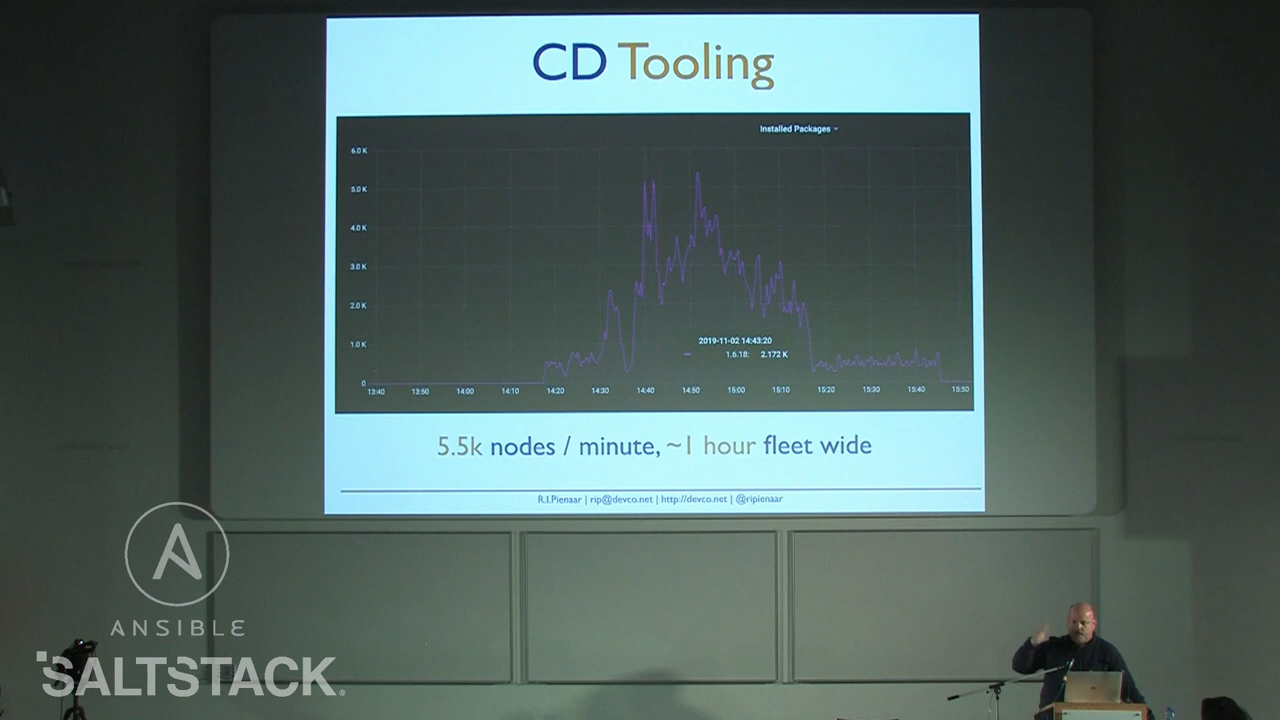 CD Tooling
Installed Packages
6.0 K
5.0 K
4.0 K
3.0 K
2.0 K
1.0 K
0
2019-11-02 14:43:20
1.6.18: 2.172 K
13:40 13:50 14:00 14:10 14:20 14:30 14:40 14:50 15:00 15:10 15:20 15:30 15:40 15:50
5.5k nodes / minute, ~1 hour fleet wide
R.I.Pienaar | rip@devco.net | http://devco.net | @ripienaar
ANSIBLE
SALTSTACK